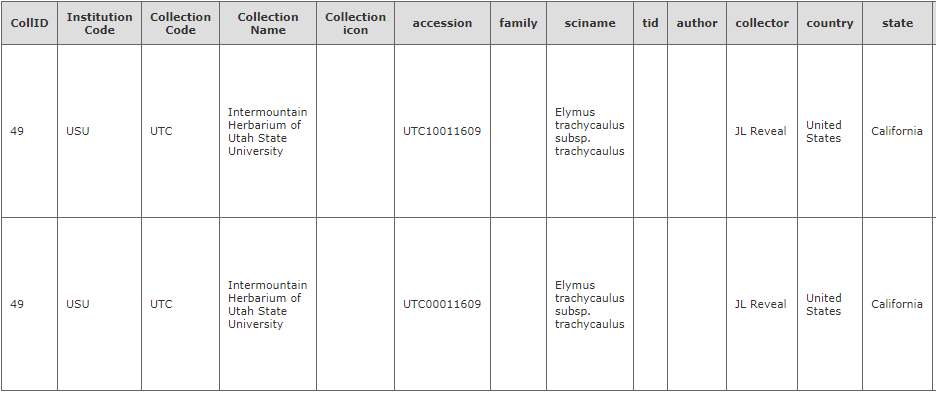 CollID Institution Code Collection Code Collection Name Collection icon accession family sciname tid author collector country state
49 USU UTC Intermountain Herbarium of Utah State University UTC10011609 Elymus trachycaulus subsp. trachycaulus JL Reveal United States California
49 USU UTC Intermountain Herbarium of Utah State University UTC00011609 Elymus trachycaulus subsp. trachycaulus JL Reveal United States California